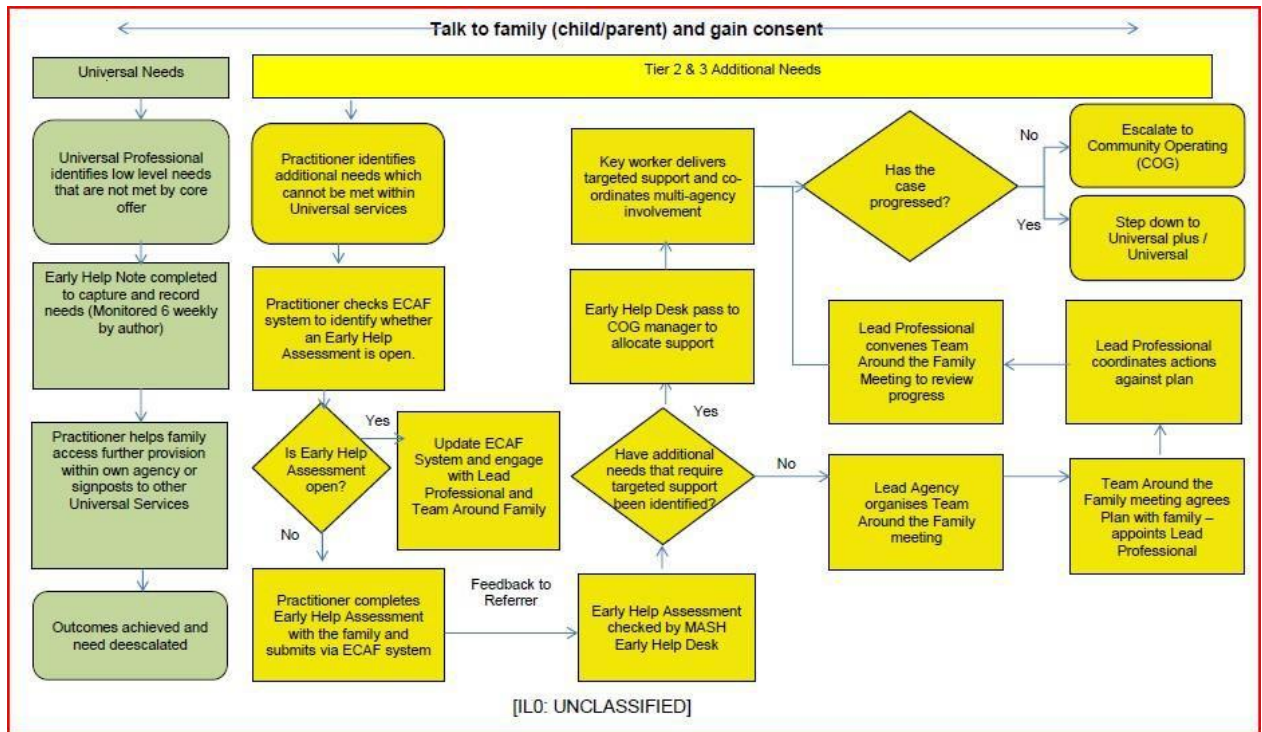 Talk to family (child/parent) and gain consent
Universal Needs
Tier 2 & 3 Additional Needs
Universal Professional
identifies low level needs
that are not met by core
offer
Early Help Note completed
to capture and record
needs (Monitored 6 weekly
by author)
Practitioner helps family
access further provision
within own agency or
signposts to other
Universal Services
Outcomes achieved and
need deescalated
Practitioner identifies
additional needs which
cannot be met within
Universal services
Practitioner checks ECAF
system to identify whether
an Early Help
Assessment is open.
Is Early Help
Assessment
open?
Yes
No
Update ECAF
System and engage
with Lead
Professional and
Team Around Family
Practitioner completes
Early Help Assessment
with the family and
submits via ECAF system
Feedback to
Referrer
Early Help Assessment
checked by MASH
Early Help Desk
Have additional
needs that require
targeted support
been identified?
Yes
No
Early Help Desk pass to
COG manager to
allocate support
Key worker delivers
targeted support and co-
ordinates multi-agency
involvement
Lead Agency
organises Team
Around the Family
meeting
Team Around the
Family meeting agrees
Plan with family –
appoints Lead
Professional
Lead Professional
coordinates actions
against plan
Lead Professional
convenes Team
Around the Family
Meeting to review
progress
Has the
case
progressed?
No
Yes
Escalate to
Community Operating
(COG)
Step down to
Universal plus /
Universal
[IL0: UNCLASSIFIED]